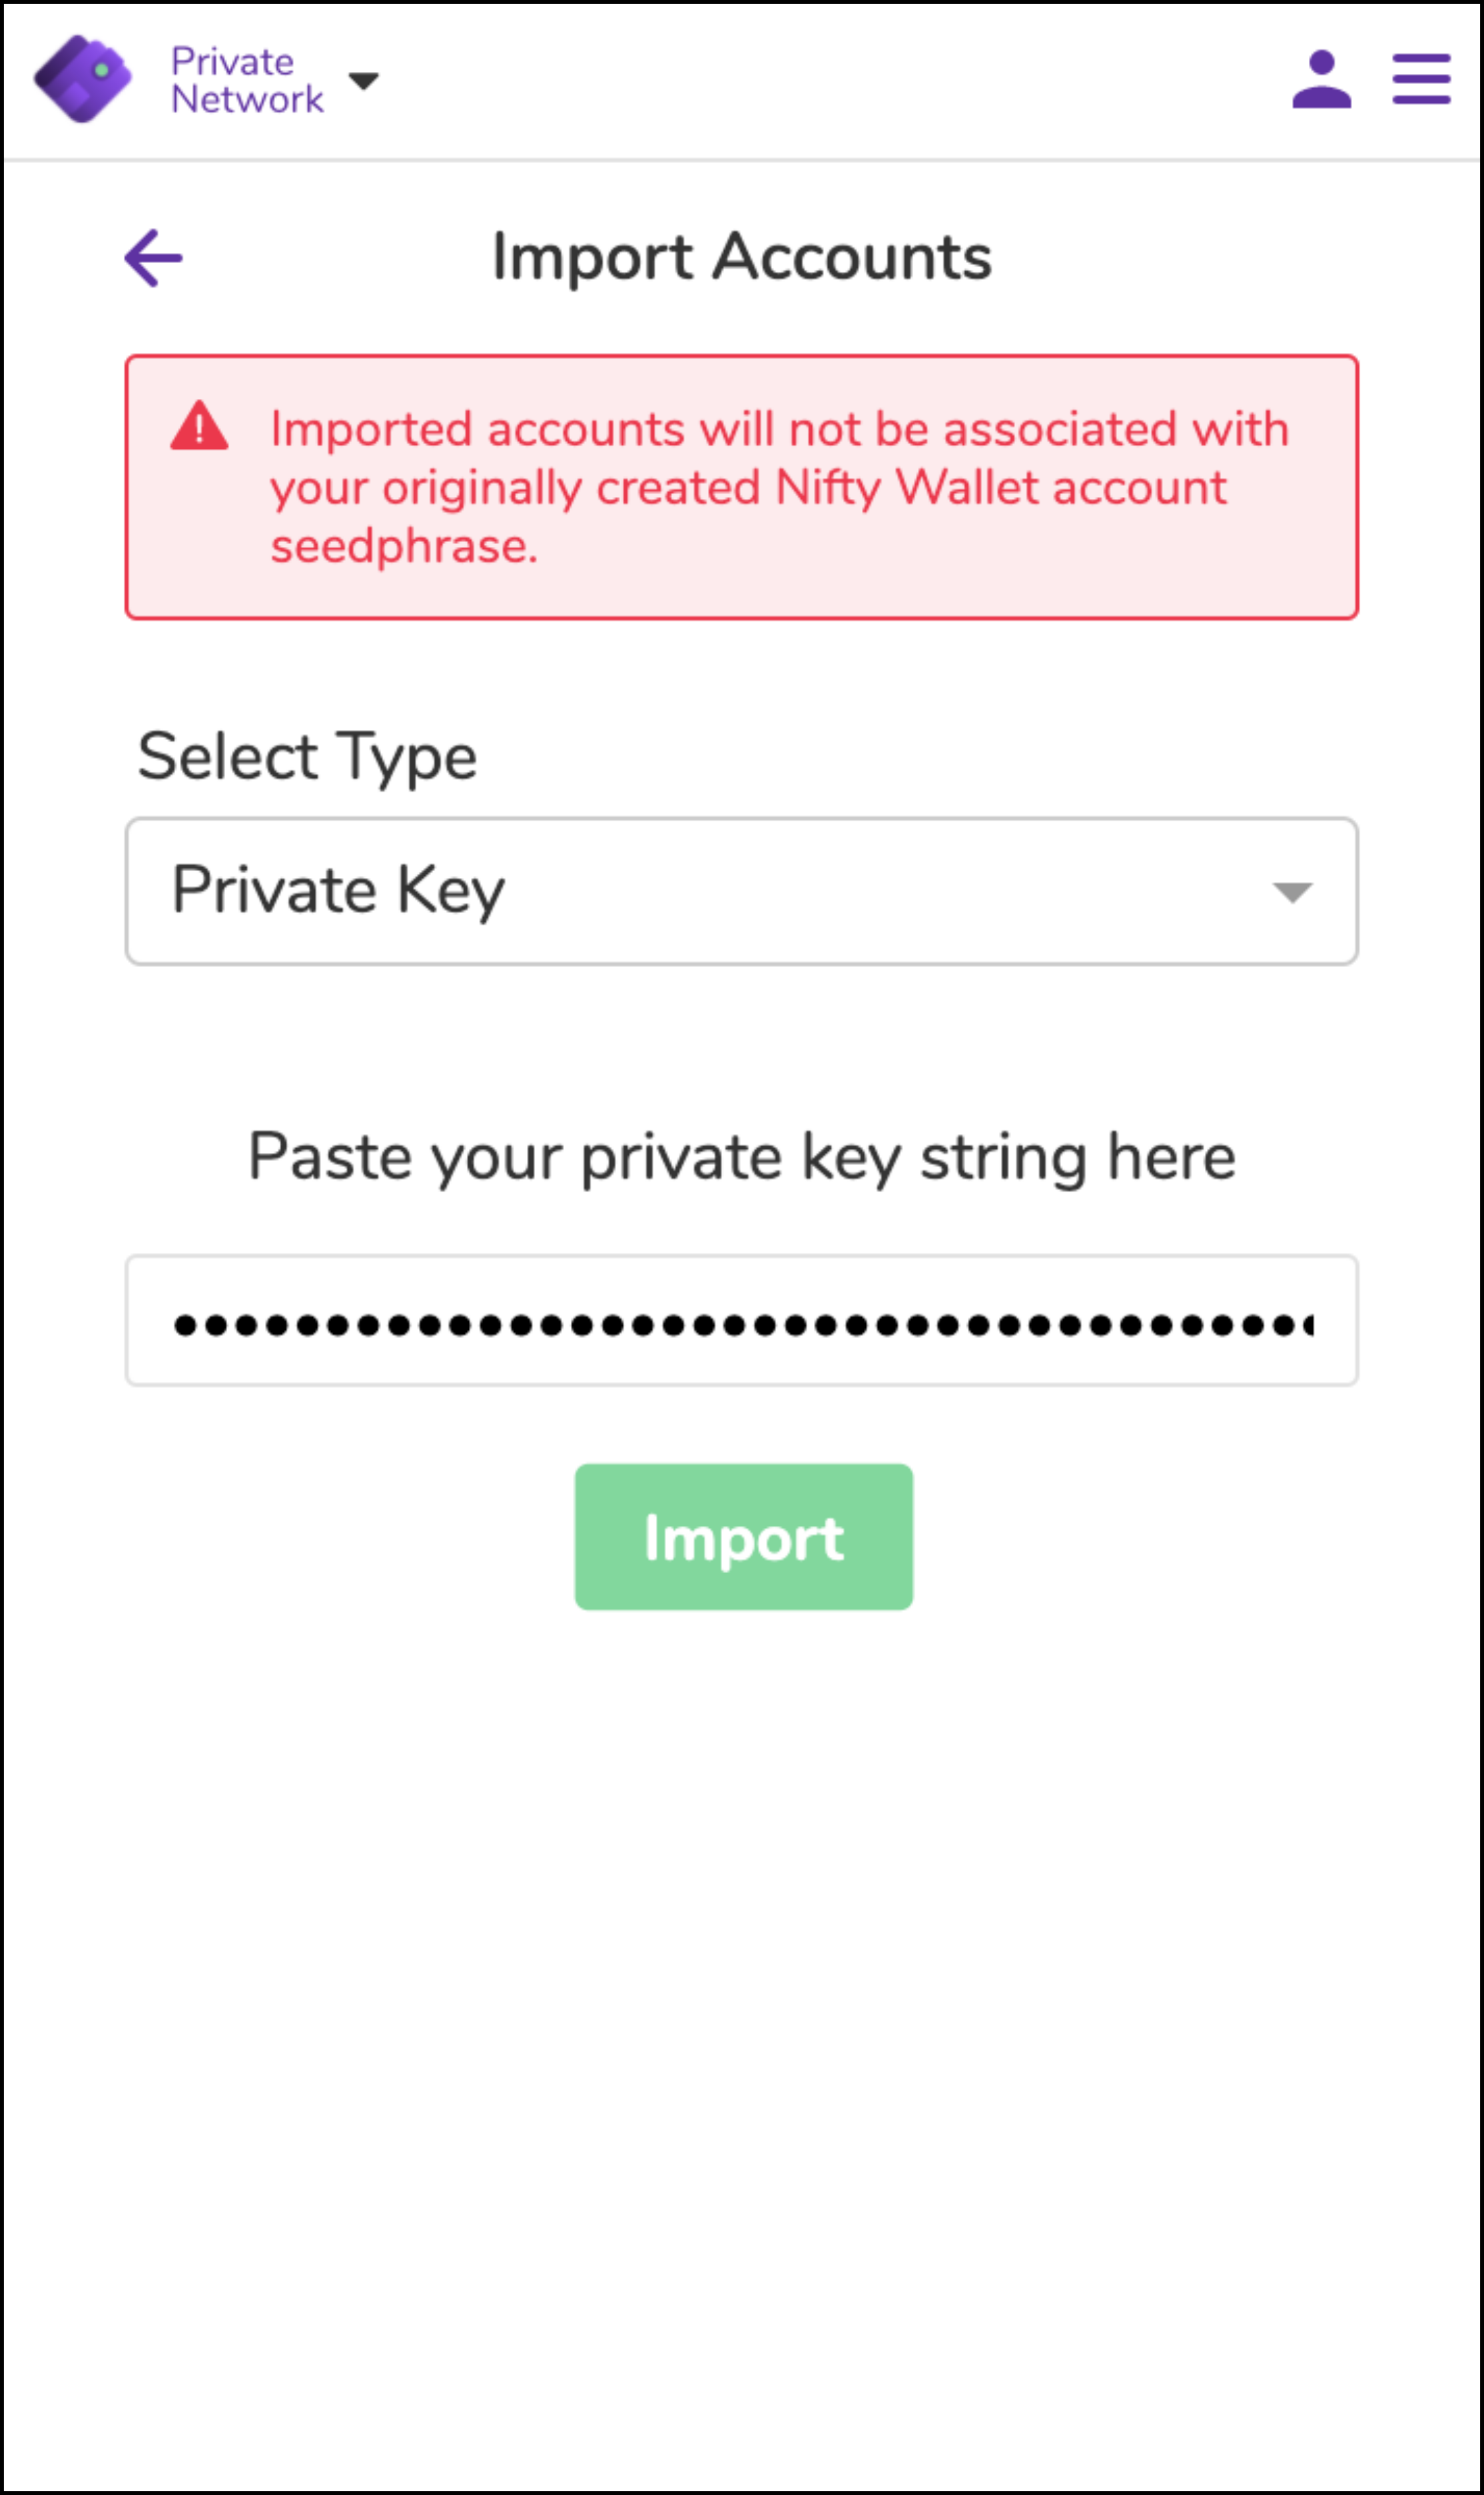 Private
Network
Import Accounts
Imported accounts will not be associated with
your originally created Nifty Wallet account
seedphrase.
Select Type
Private Key
Paste your private key string here
Import